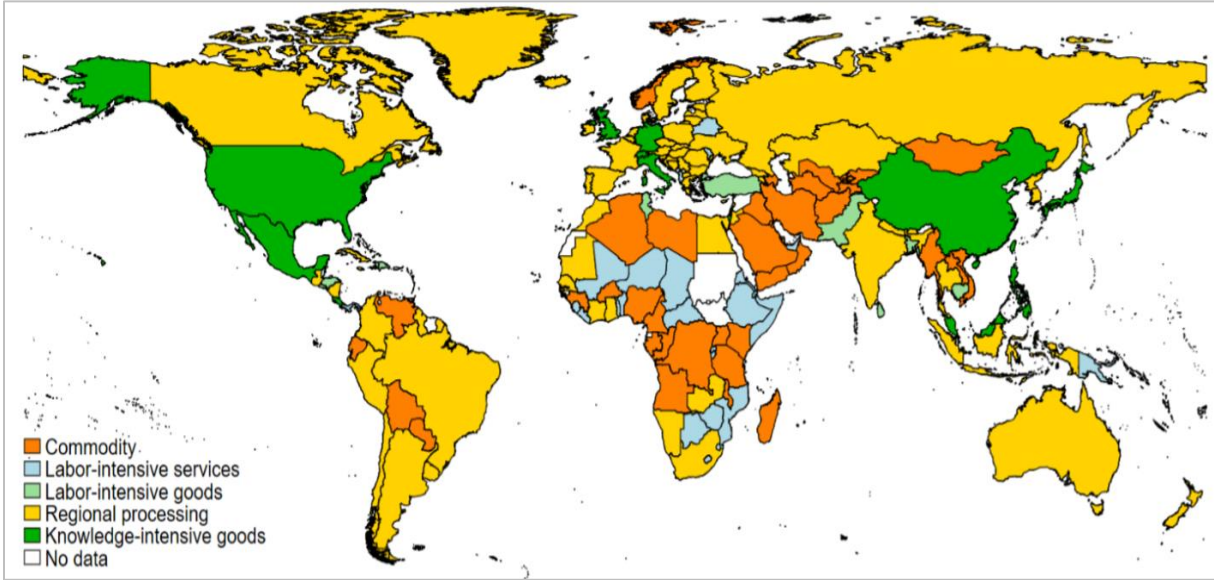 Commodity
Labor-intensive services
Labor-intensive goods
Regional processing
Knowledge-intensive goods
No data